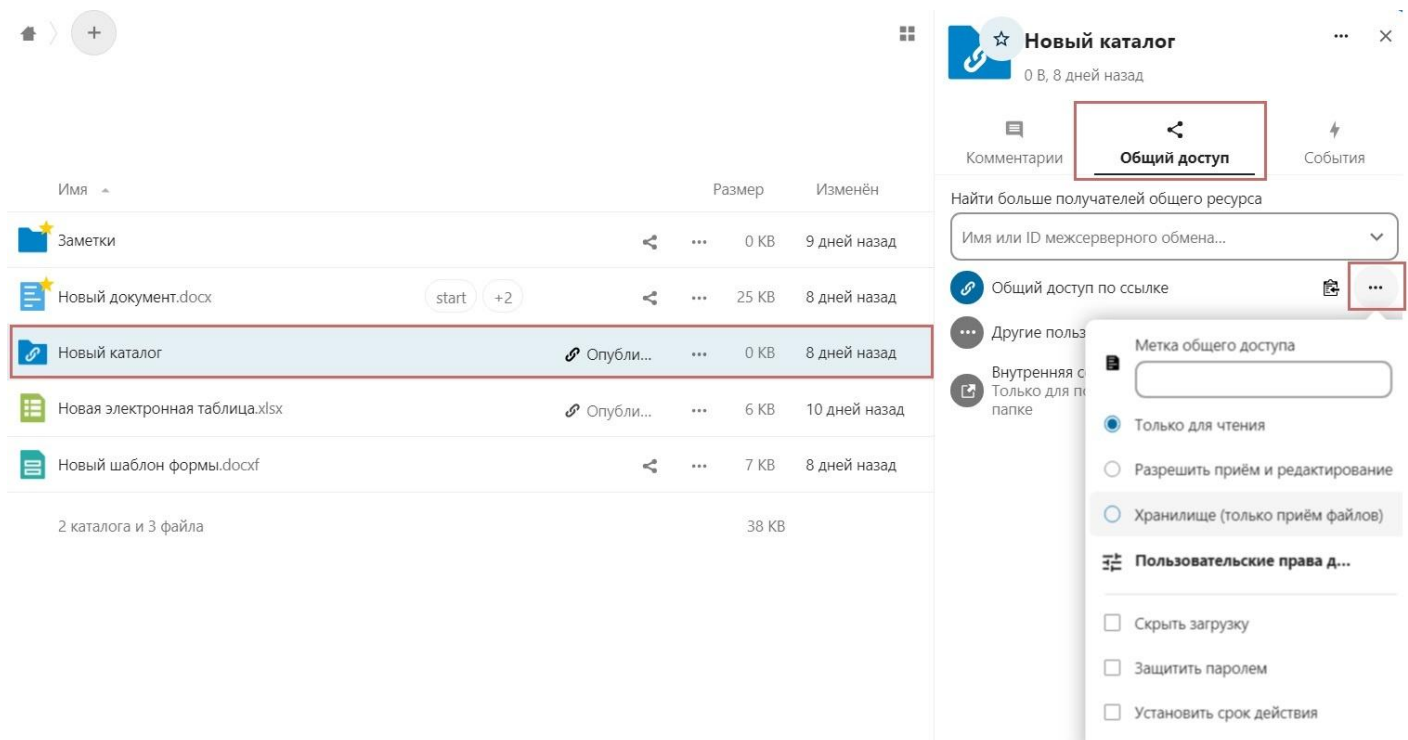 +
Имя
Размер
Изменён
Заметки
0 KB
9 дней назад
Новый документ.docx
start
+2
25 KB
8 дней назад
Новый каталог
Опубли...
0 KB
8 дней назад
Новая электронная таблица.xlsx
Опубли...
6 KB
10 дней назад
Новый шаблон формы.docxf
7 KB
8 дней назад
2 каталога и 3 файла
38 KB
Новый каталог
0 B, 8 дней назад
Комментарии
Общий доступ
События
Найти больше получателей общего ресурса
Имя или ID межсерверного обмена...
Общий доступ по ссылке
Другие польз
Внутренняя с
Только для по
папке
Метка общего доступа
Только для чтения
Разрешить приём и редактирование
Хранилище (только приём файлов)
Пользовательские права д...
Скрыть загрузку
Защитить паролем
Установить срок действия